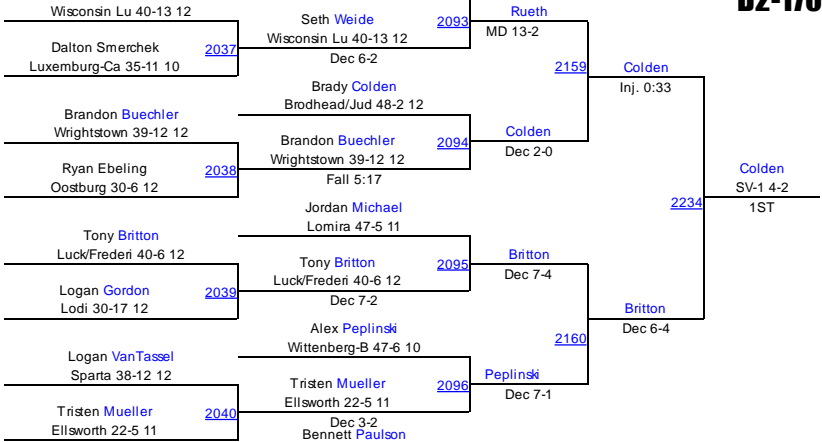 Wisconsin Lu 40-13 12
Dalton Smerchek
Luxemburg-Ca 35-11 10
2037
Brandon Buechler
Wrightstown 39-12 12
Ryan Ebeling
Oostburg 30-6 12
2038
Tony Britton
Luck/Frederi 40-6 12
Logan Gordon
Lodi 30-17 12
2039
Logan VanTassel
Sparta 38-12 12
Tristen Mueller
Ellsworth 22-5 11
2040
Seth Weide
Wisconsin Lu 40-13 12
Dec 6-2
2093
Brady Colden
Brodhead/Jud 48-2 12
Brandon Buechler
Wrightstown 39-12 12
Fall 5:17
2094
Jordan Michael
Lomira 47-5 11
Tony Britton
Luck/Frederi 40-6 12
Dec 7-2
2095
Alex Peplinski
Wittenberg-B 47-6 10
Tristen Mueller
Ellsworth 22-5 11
Dec 3-2
2096
Bennett Paulson
Rueth
MD 13-2
2159
Colden
Dec 2-0
Britton
Dec 7-4
2160
Peplinski
Dec 7-1
Colden
Inj. 0:33
Britton
Dec 6-4
2234
Colden
SV-1 4-2
1ST